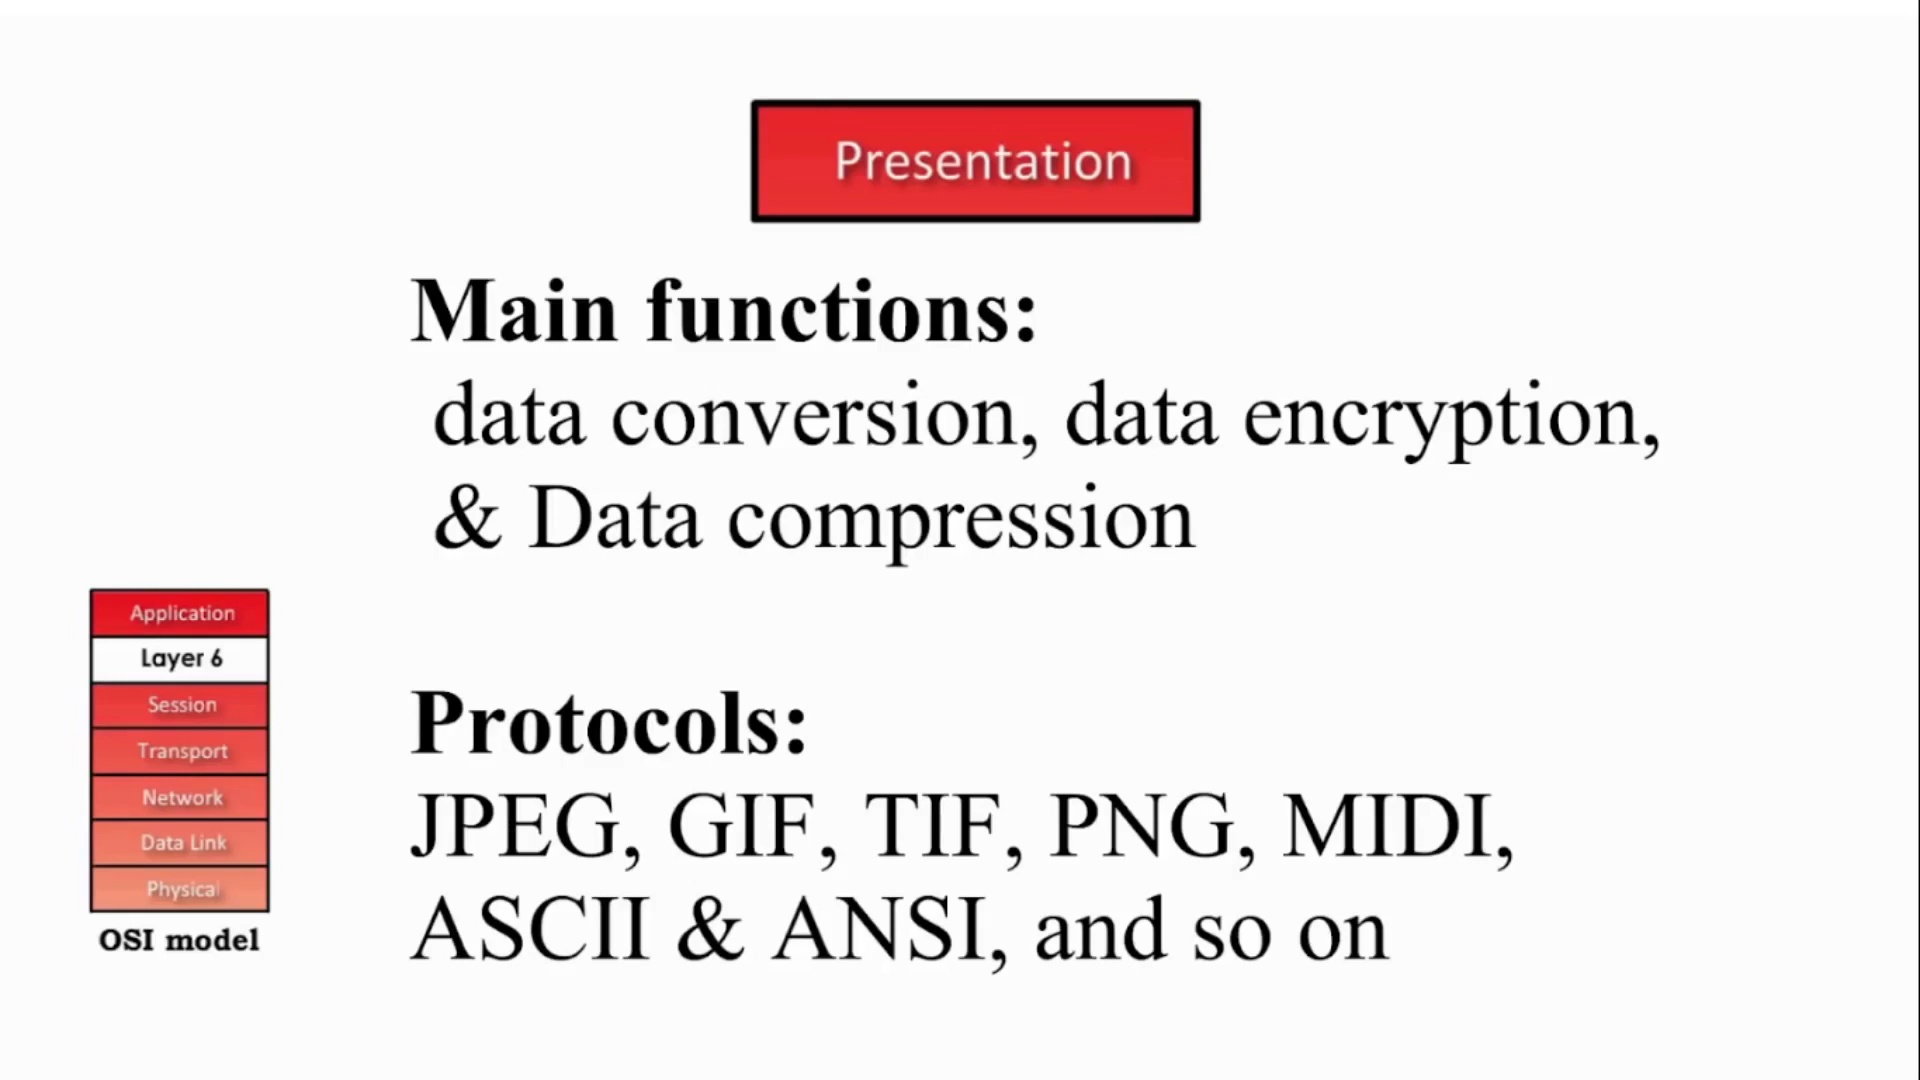 Presentation
Main functions:
data conversion, data encryption,
& Data compression
Protocols:
JPEG, GIF, TIF, PNG, MIDI,
ASCII & ANSI, and so on
Application
Layer 6
Session
Transport
Network
Data Link
Physical
OSI model